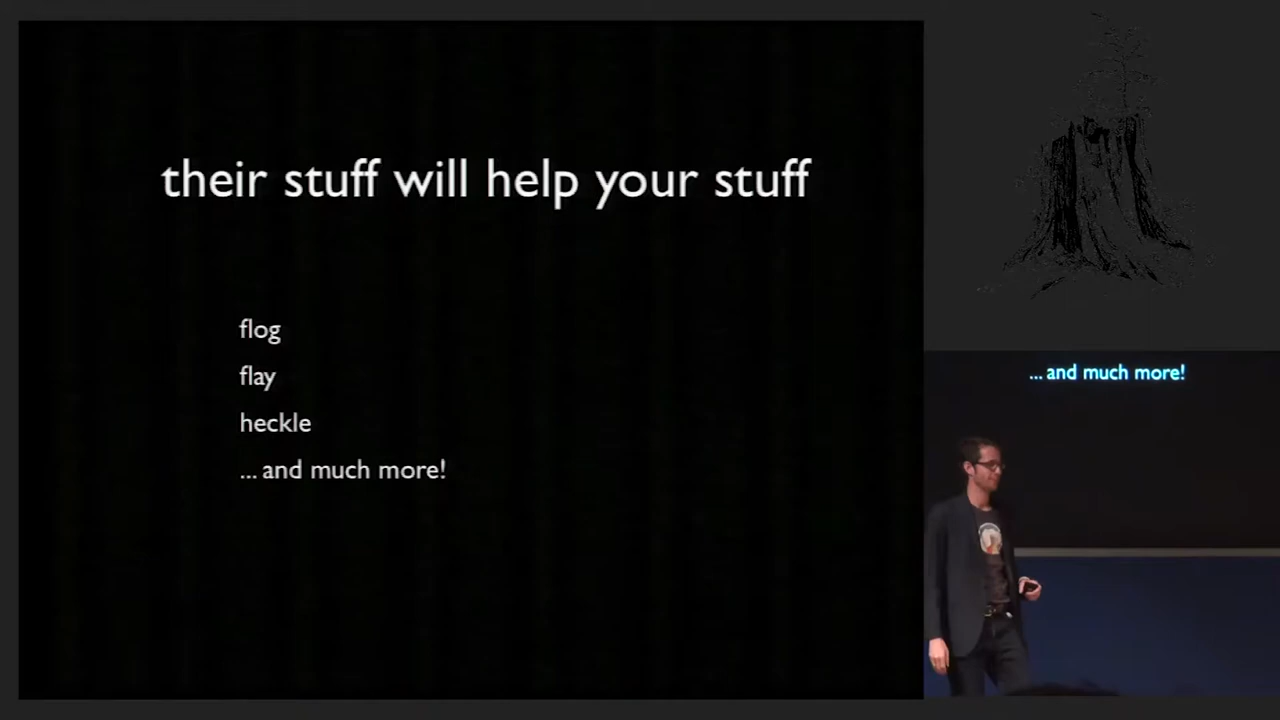 their stuff will help your stuff
flog
flay
heckle
... and much more!
... and much more!